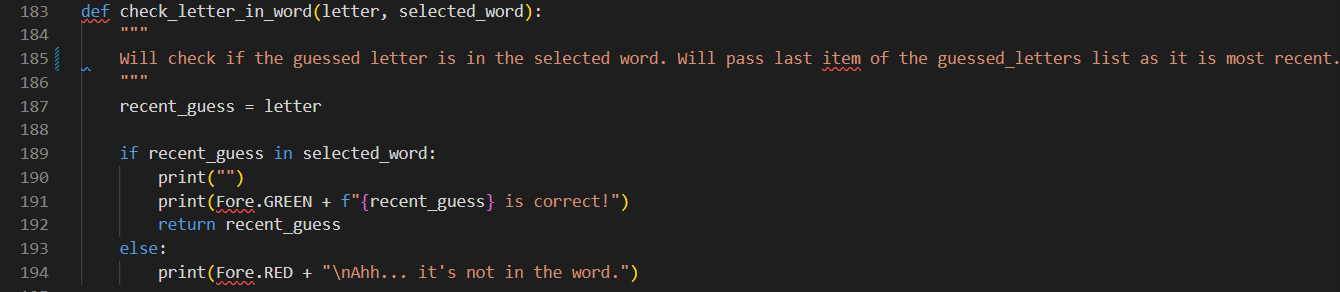 183 def check_letter_in_word(letter, selected_word):
184     """
185     Will check if the guessed letter is in the selected word. Will pass last item of the guessed_letters list as it is most recent.
186     """
187     recent_guess = letter
188
189     if recent_guess in selected_word:
190         print("")
191         print(Fore.GREEN + f"{recent_guess} is correct!")
192         return recent_guess
193     else:
194         print(Fore.RED + "\nAhh... it's not in the word.")